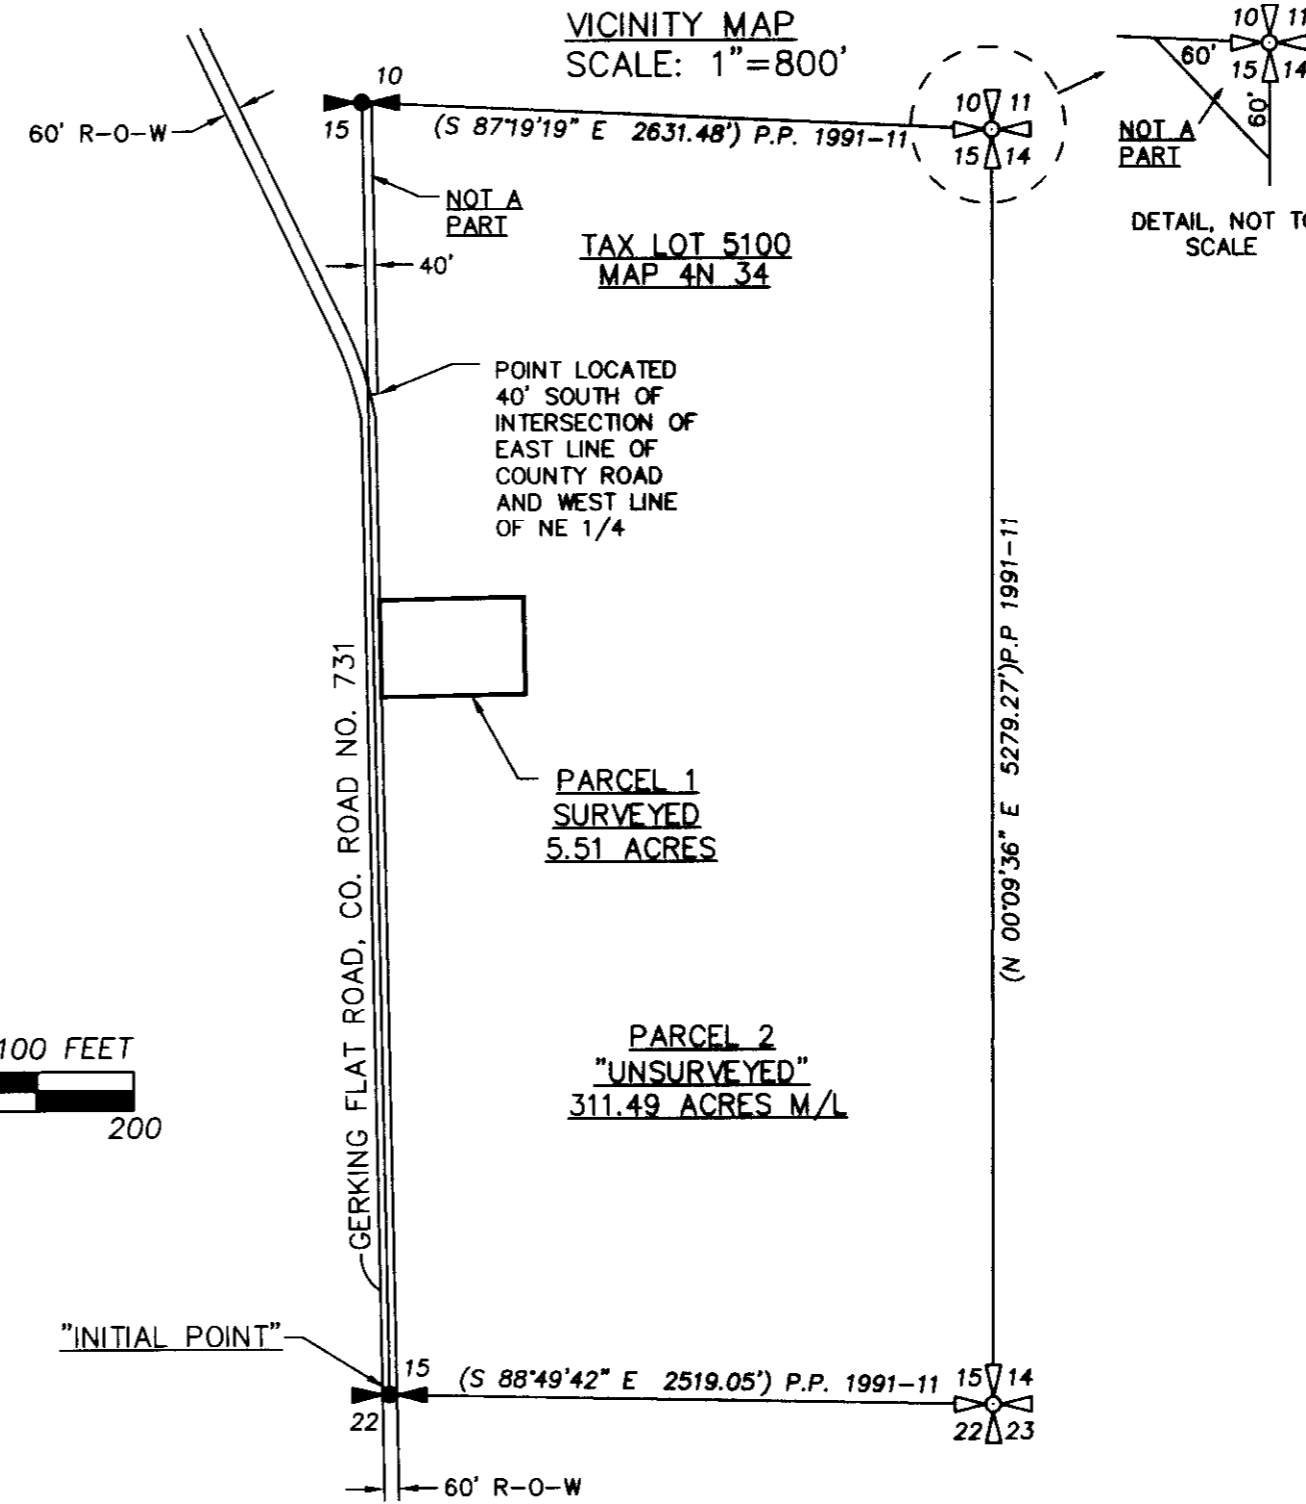 VICINITY MAP
SCALE: 1"=800'
10
15
60' R-O-W
(S 87°19'19" E 2631.48') P.P. 1991-11
10 11
15 14
10 11
15 14
60'
60'
NOT A
PART
DETAIL, NOT TO
SCALE
NOT A
PART
40'
TAX LOT 5100
MAP 4N 34
POINT LOCATED
40' SOUTH OF
INTERSECTION OF
EAST LINE OF
COUNTY ROAD
AND WEST LINE
OF NE 1/4
(N 00°09'36" E 5279.27')P.P 1991-11
GERKING FLAT ROAD, CO. ROAD NO. 731
PARCEL 1
SURVEYED
5.51 ACRES
PARCEL 2
"UNSURVEYED"
311.49 ACRES M/L
100 FEET
200
"INITIAL POINT"
15
22
(S 88°49'42" E 2519.05') P.P. 1991-11
15 14
22 23
60' R-O-W